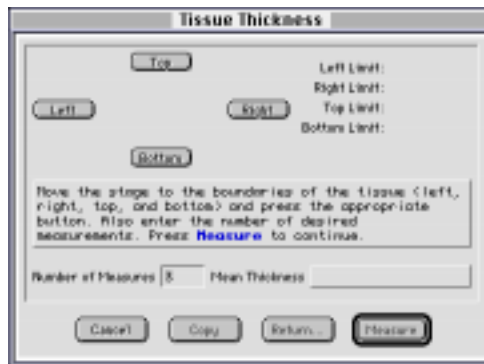 Tissue Thickness
Top
Left Limit:
Right Limit:
Left
Right
Top Limit:
Bottom Limit:
Bottom
Move the stage to the boundaries of the tissue (left,
right, top, and bottom) and press the appropriate
button. Also enter the number of desired
measurements. Press Measure to continue.
Number of Measures 8 Mean Thickness
Cancel Copy Return... Measure